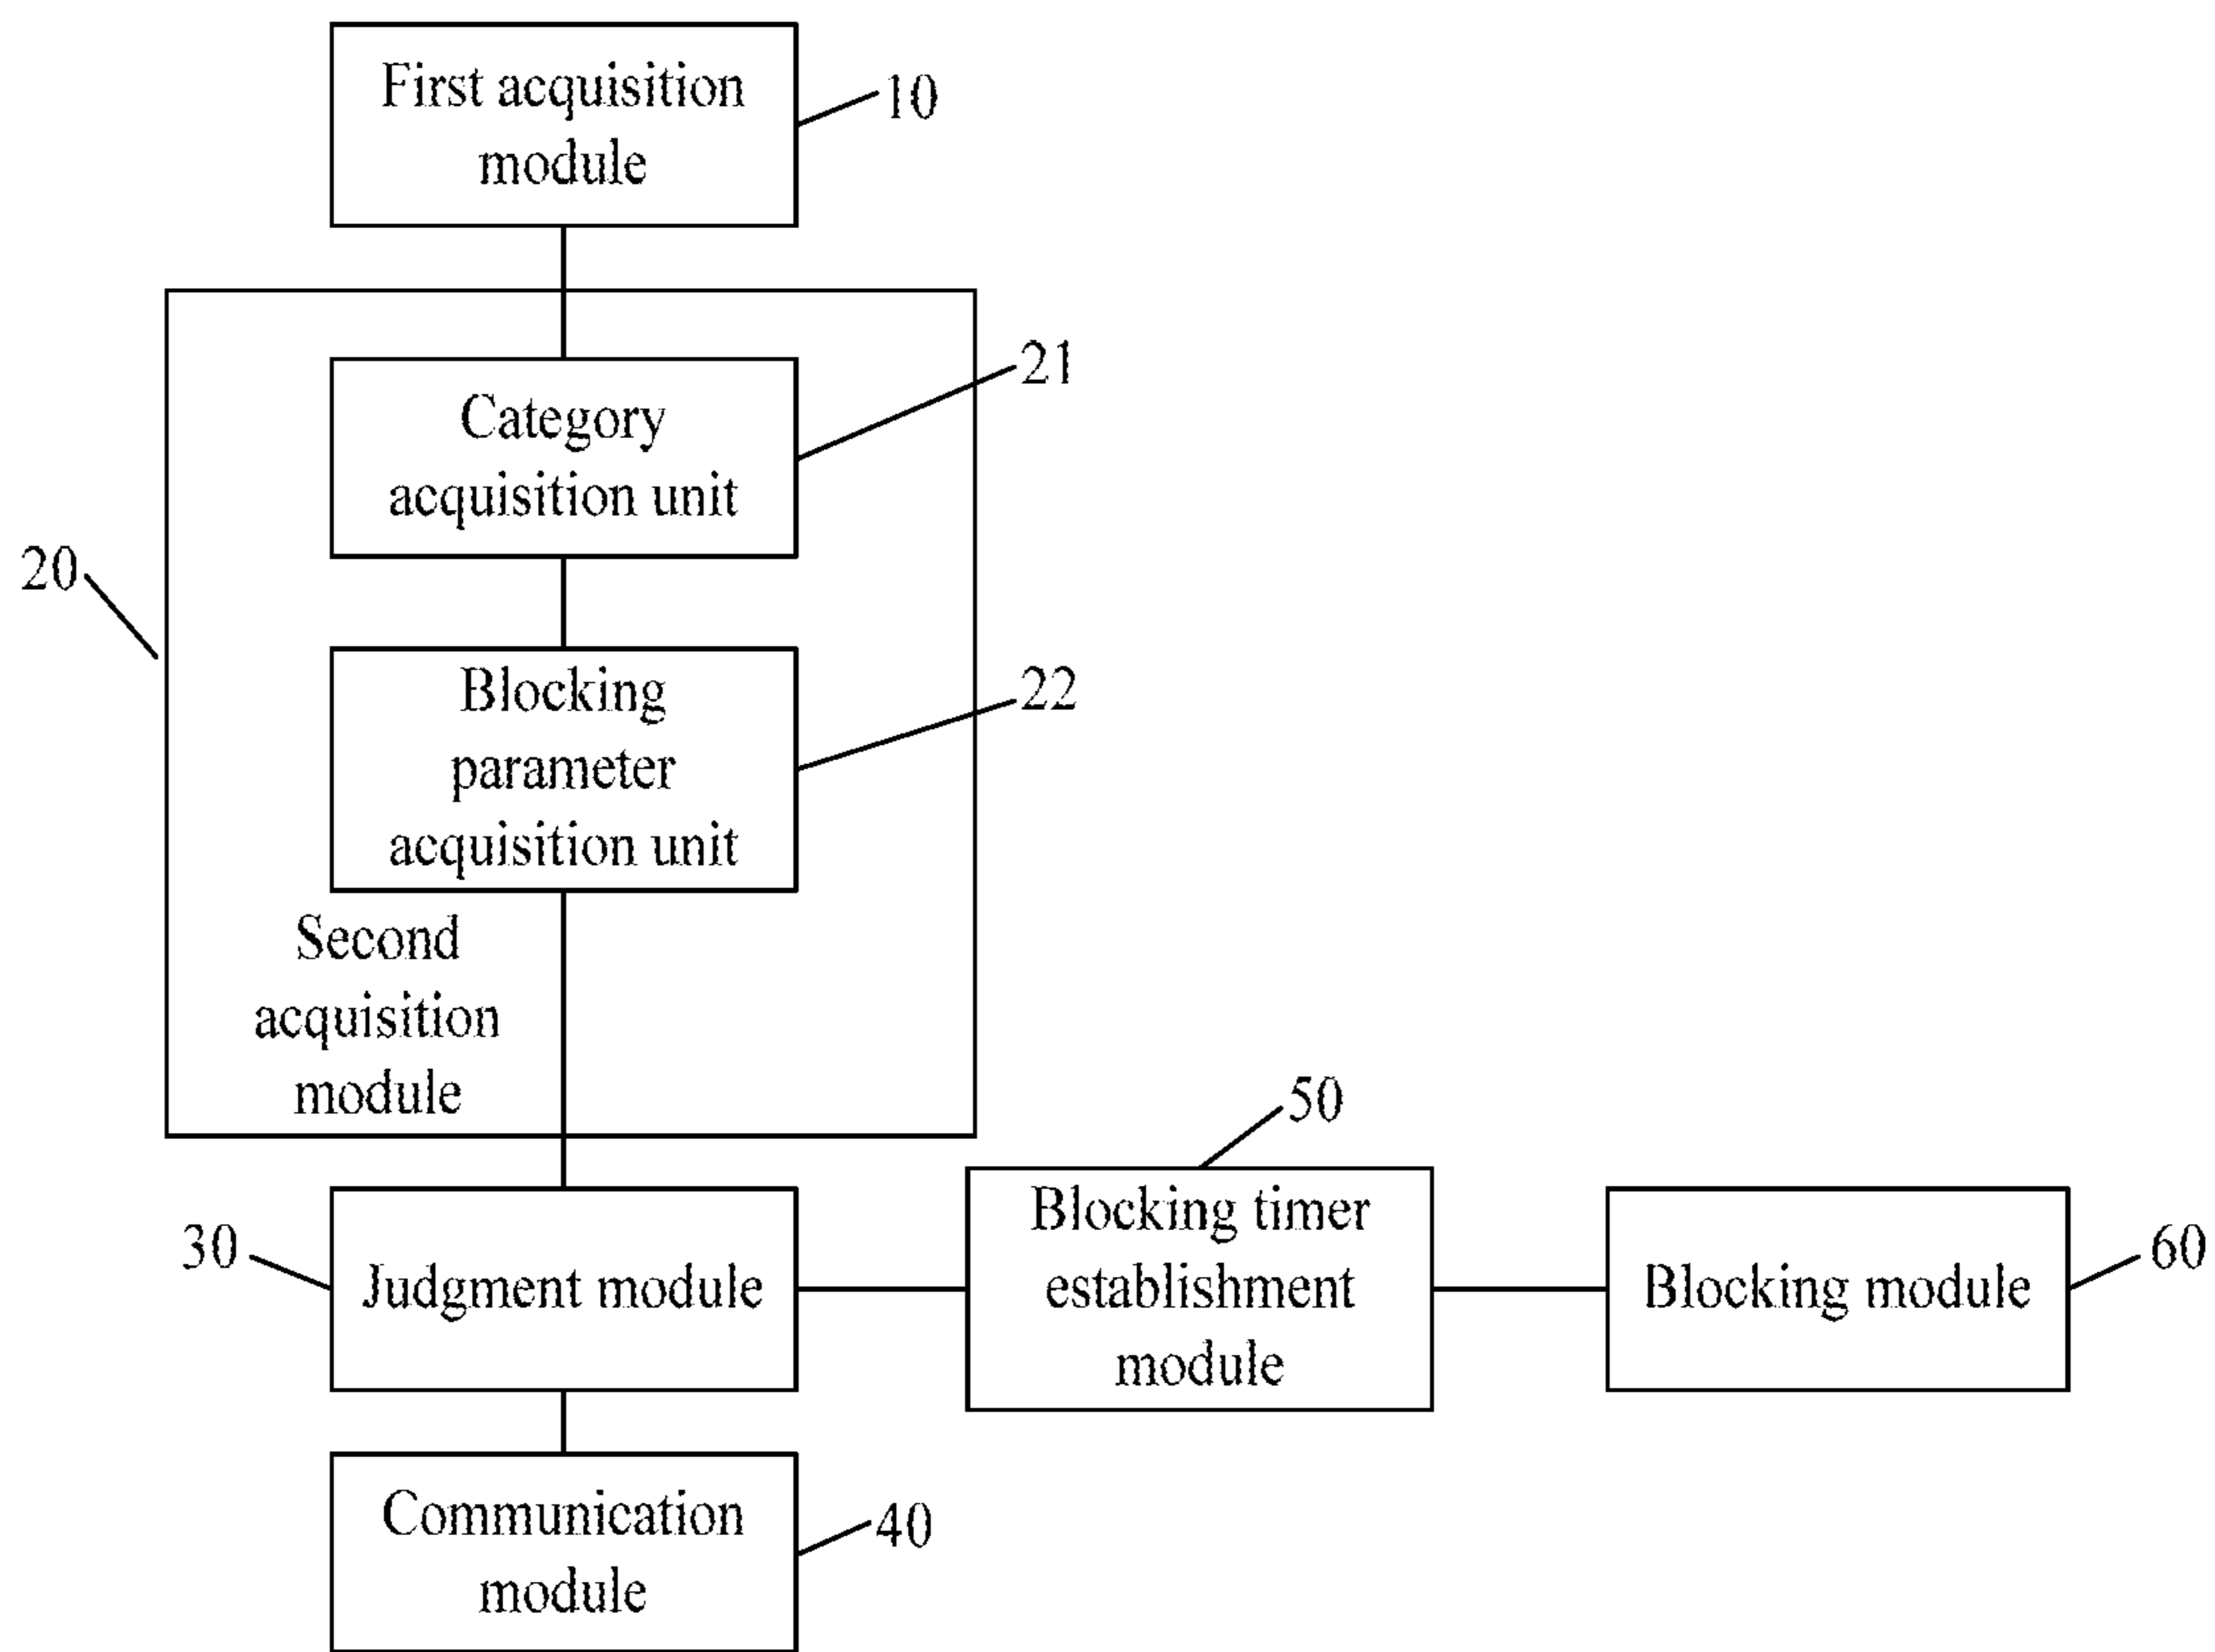 First acquisition
module
10
Category
acquisition unit
21
20
Blocking
parameter
acquisition unit
22
Second
acquisition
module
30
Judgment module
50
Blocking timer
establishment
module
Blocking module
60
Communication
module
40